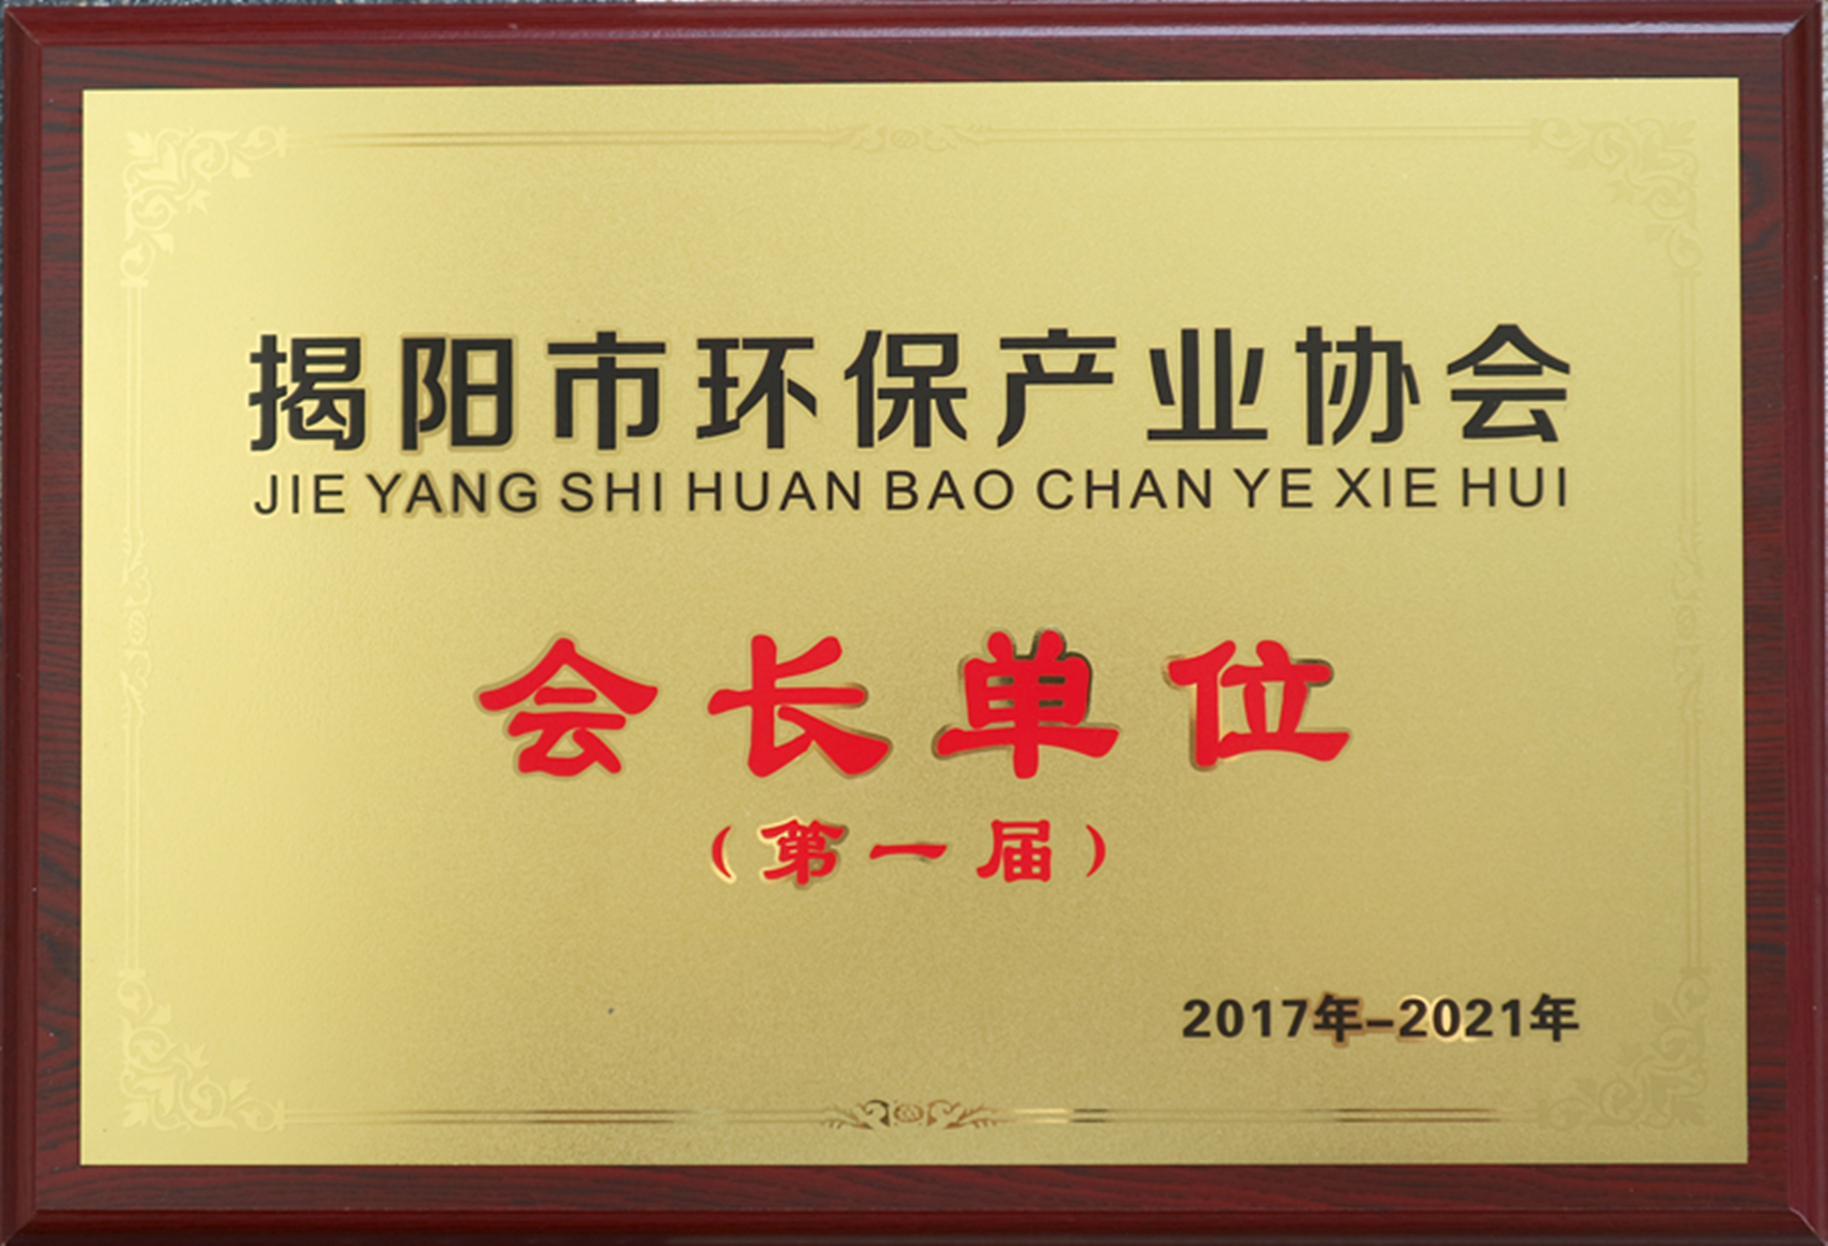 揭阳市环保产业协会
JIE YANG SHI HUAN BAO CHAN YE XIE HUI
会长单位
（第一届）
2017年-2021年